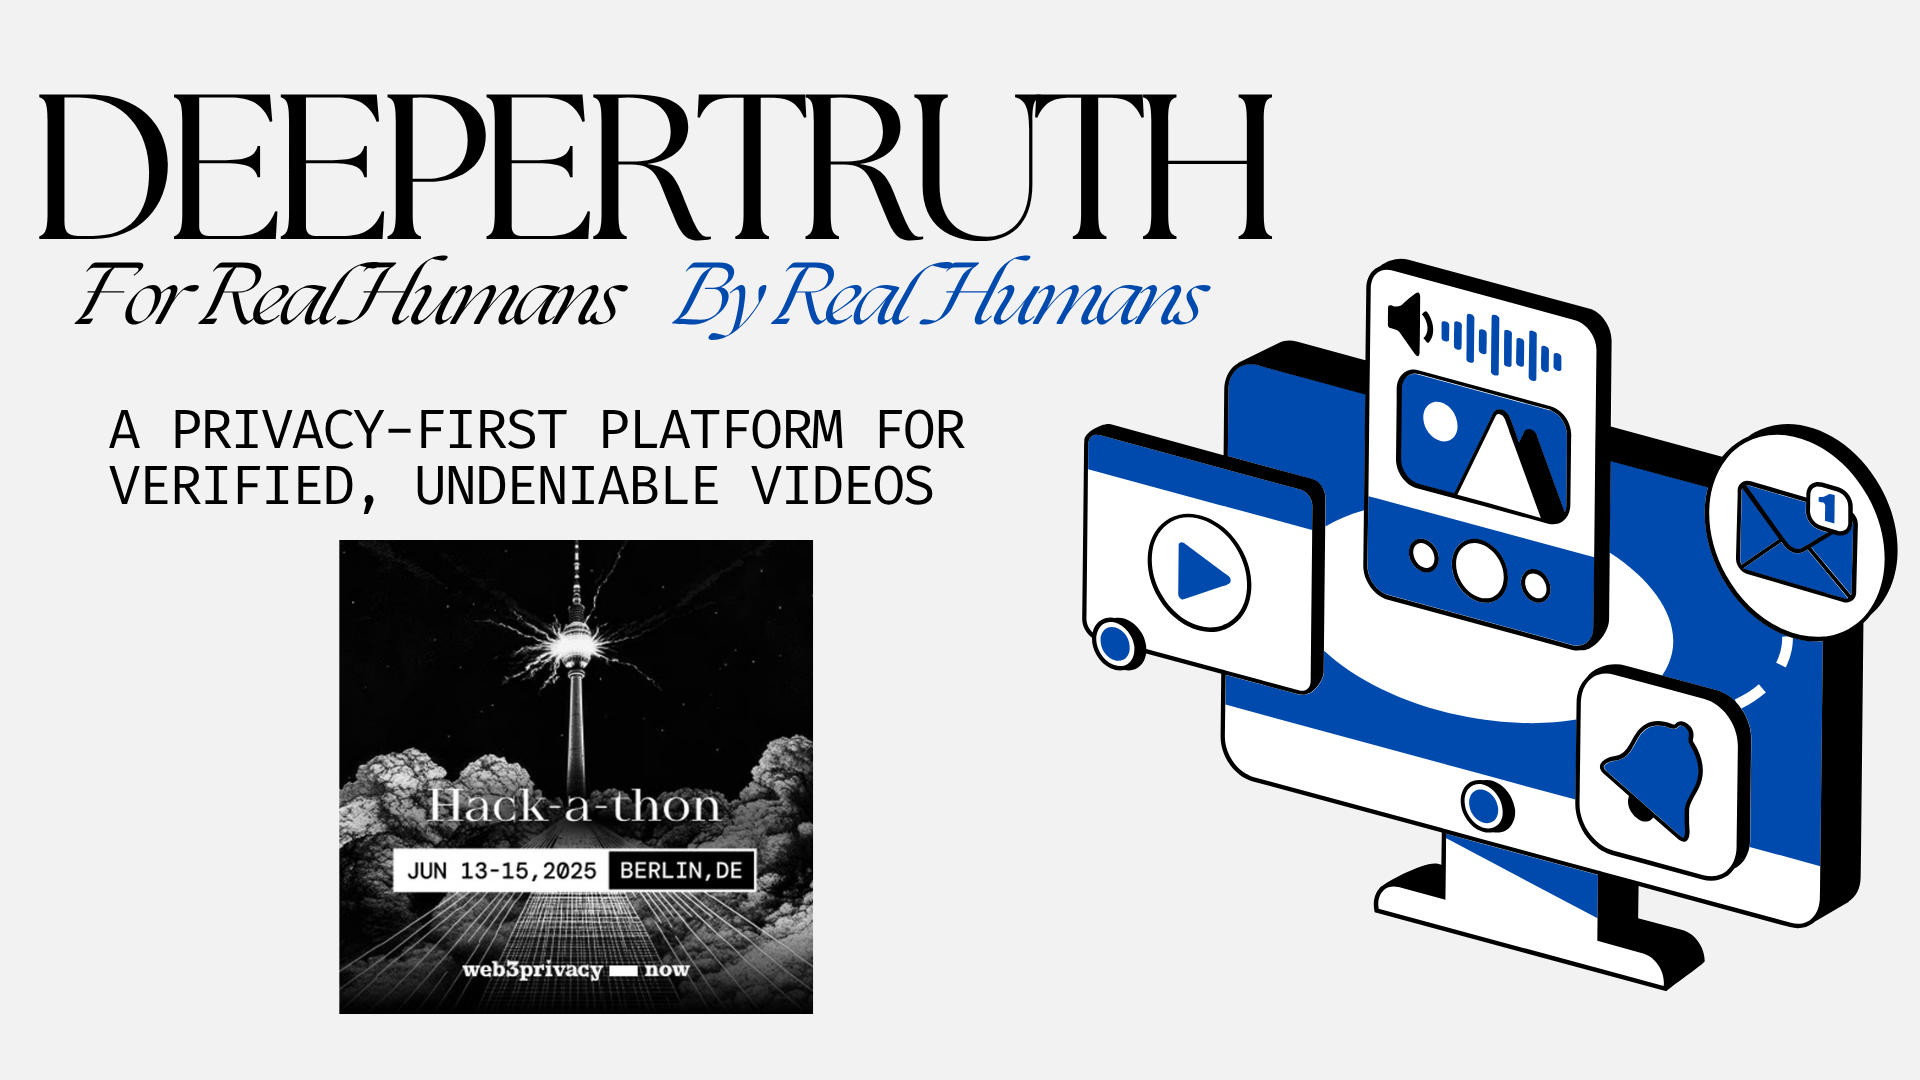 DEEPERTRUTH
For Real Humans By Real Humans
A PRIVACY-FIRST PLATFORM FOR
VERIFIED, UNDENIABLE VIDEOS
1
Hack-a-thon
JUN 13-15,2025 BERLIN,DE
web3privacy now